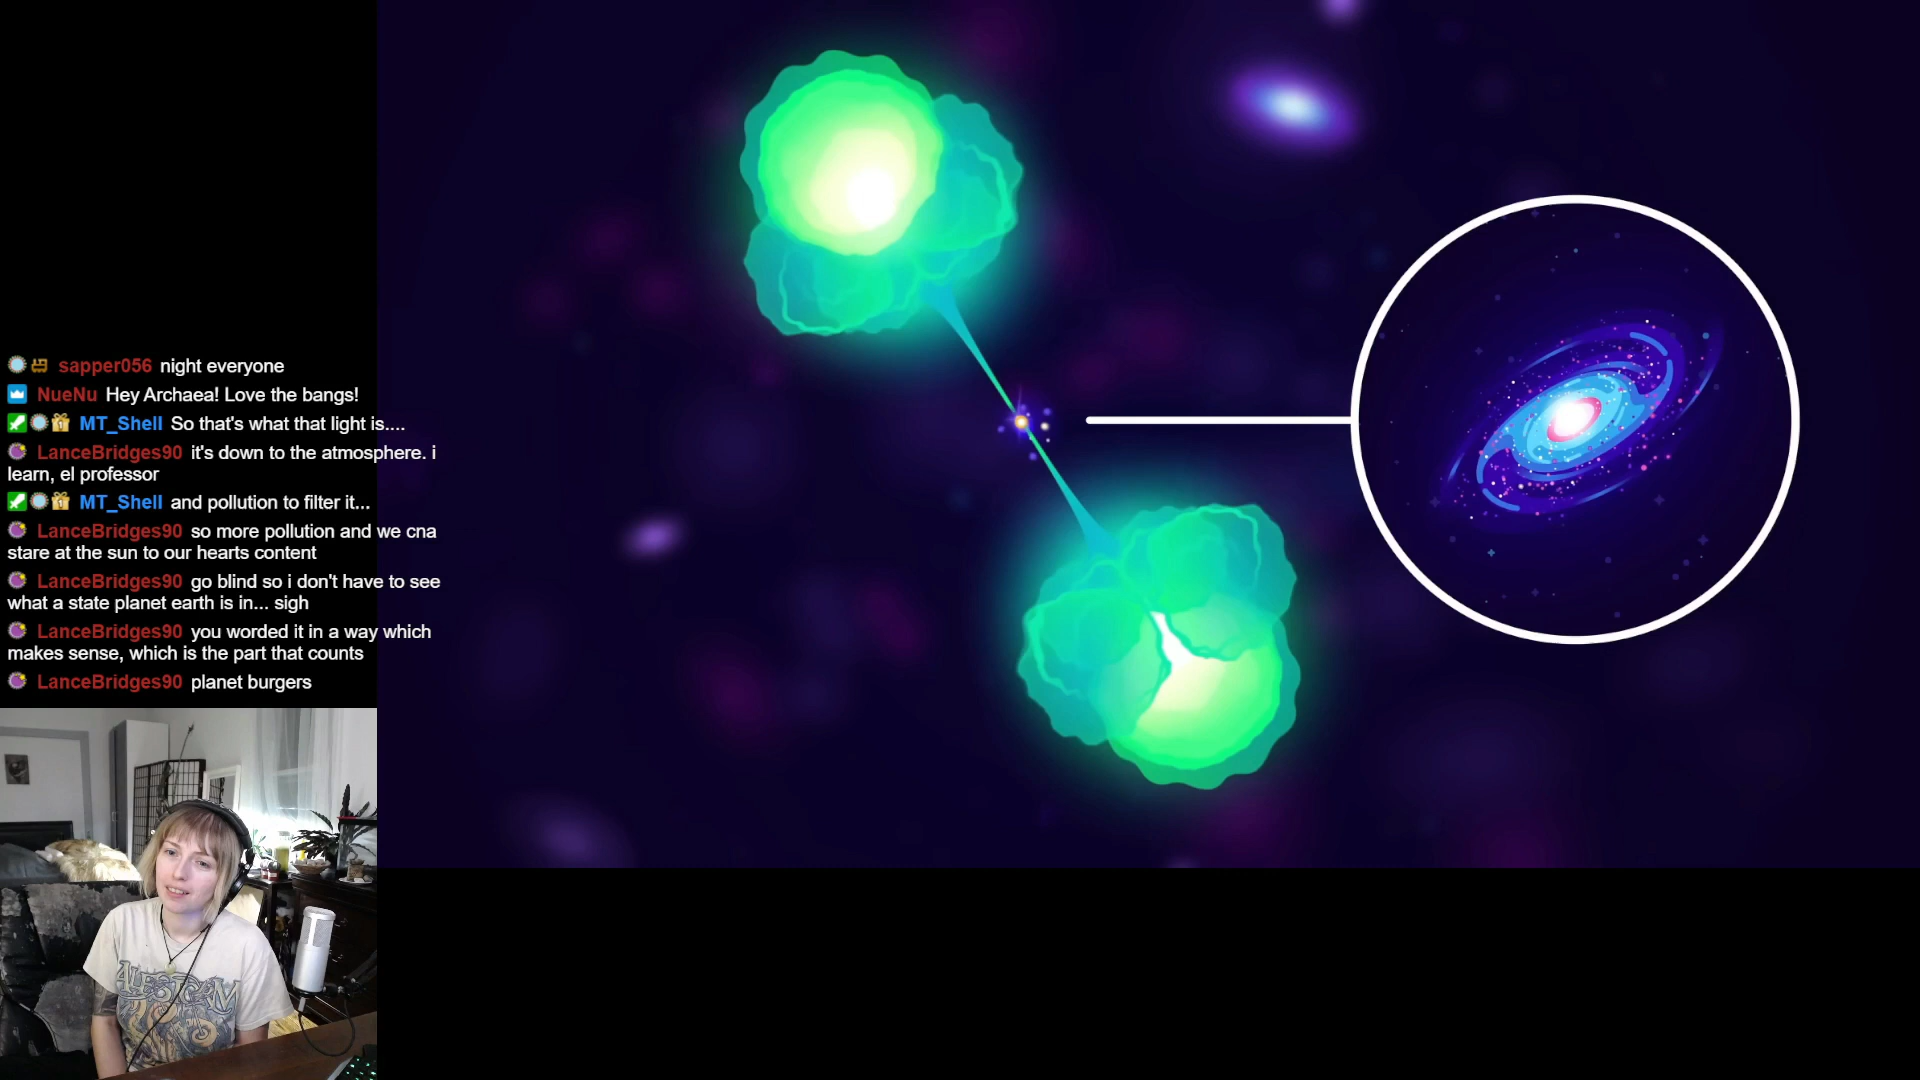 sapper056 night everyone
NueNu Hey Archaea! Love the bangs!
MT_Shell So that's what that light is....
LanceBridges90 it's down to the atmosphere. i
learn, el professor
MT_Shell and pollution to filter it...
LanceBridges90 so more pollution and we cna
stare at the sun to our hearts content
LanceBridges90 go blind so i don't have to see
what a state planet earth is in... sigh
LanceBridges90 you worded it in a way which
makes sense, which is the part that counts
LanceBridges90 planet burgers
ALESTORM